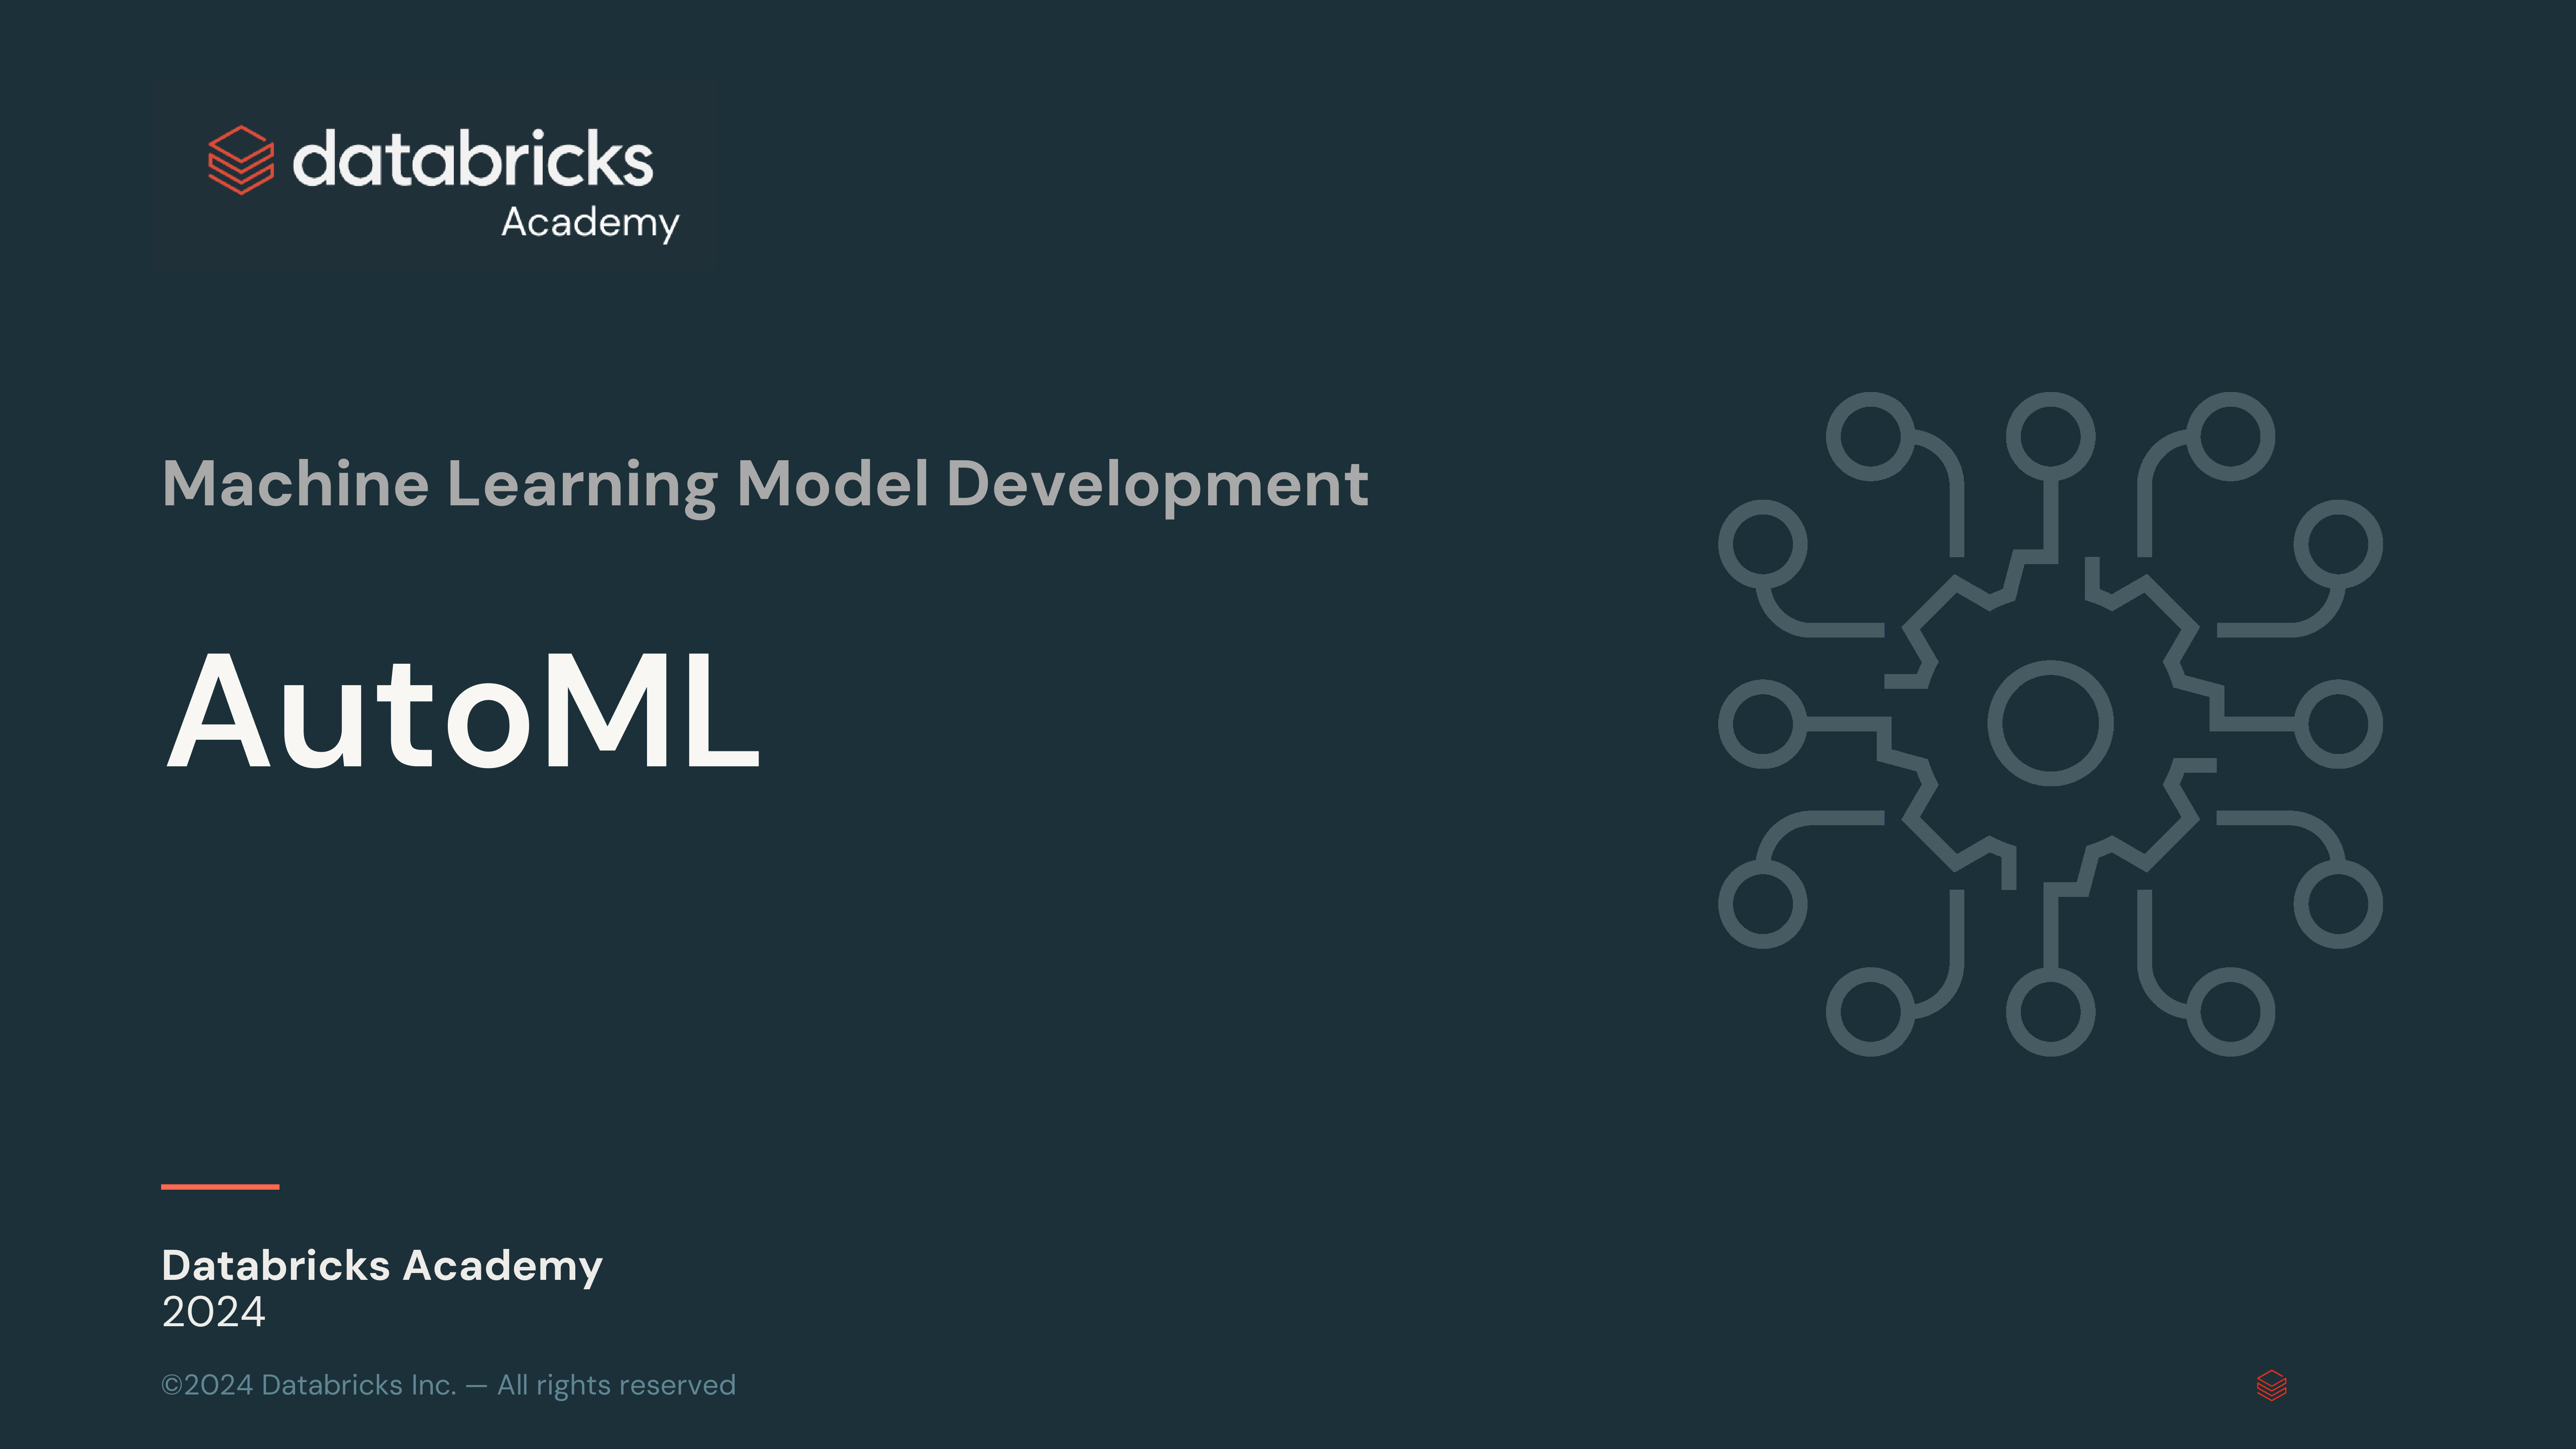 databricks
Academy
Machine Learning Model Development
AutoML
Databricks Academy
2024
©2024 Databricks Inc. — All rights reserved